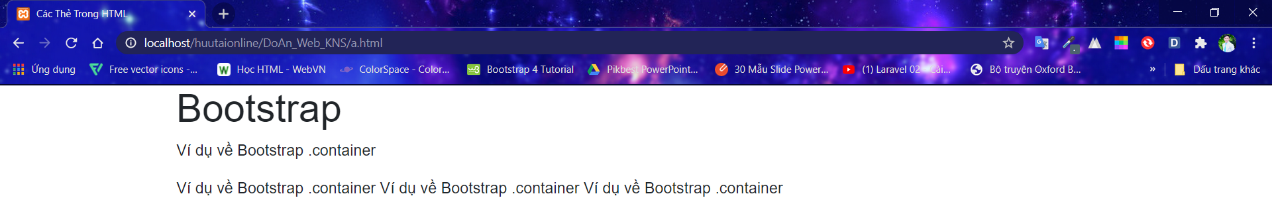 Các Thẻ Trong HTML
localhost/huutaionline/DoAn_Web_KNS/a.html
Ứng dụng Free vector icons -... Học HTML - WebVN ColorSpace - Color... Bootstrap 4 Tutorial Pikbest PowerPoint... 30 Mẫu Slide Power... (1) Laravel 02 - Cài... Bộ truyện Oxford B... » Dấu trang khác
Bootstrap
Ví dụ về Bootstrap .container
Ví dụ về Bootstrap .container Ví dụ về Bootstrap .container Ví dụ về Bootstrap .container